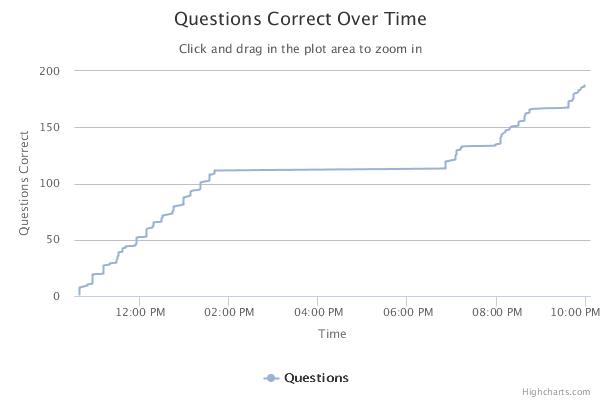 Questions Correct Over Time
Click and drag in the plot area to zoom in
Questions Correct
200
150
100
50
0
12:00 PM 02:00 PM 04:00 PM 06:00 PM 08:00 PM 10:00 PM
Time
Questions
Highcharts.com